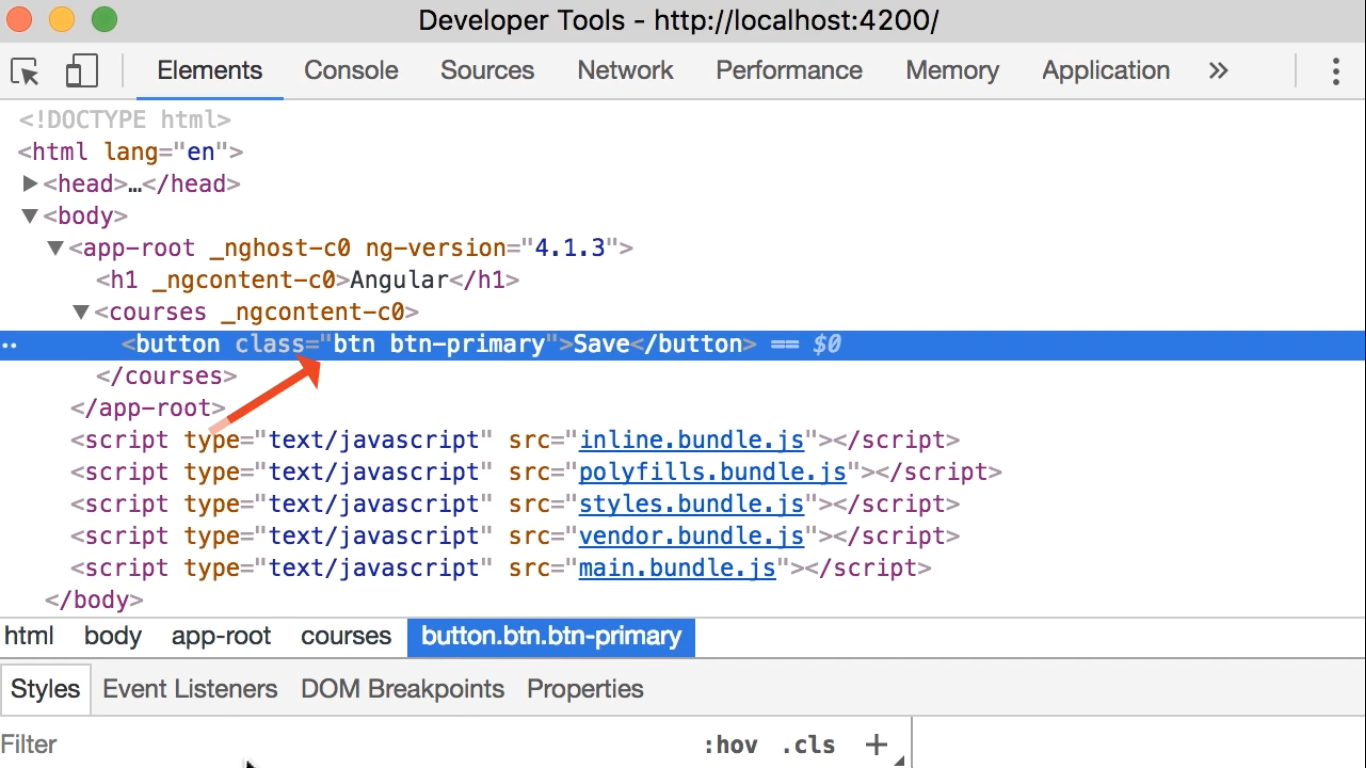 Developer Tools - http://localhost:4200/
Elements Console Sources Network Performance Memory Application »
<!DOCTYPE html>
<html lang="en">
▶<head>…</head>
▼<body>
▼<app-root _nghost-c0 ng-version="4.1.3">
<h1 _ngcontent-c0>Angular</h1>
▼<courses _ngcontent-c0>
<button class="btn btn-primary">Save</button> == $0
</courses>
</app-root>
<script type="text/javascript" src="inline.bundle.js"></script>
<script type="text/javascript" src="polyfills.bundle.js"></script>
<script type="text/javascript" src="styles.bundle.js"></script>
<script type="text/javascript" src="vendor.bundle.js"></script>
<script type="text/javascript" src="main.bundle.js"></script>
</body>
html body app-root courses button.btn.btn-primary
Styles Event Listeners DOM Breakpoints Properties
Filter :hov .cls +